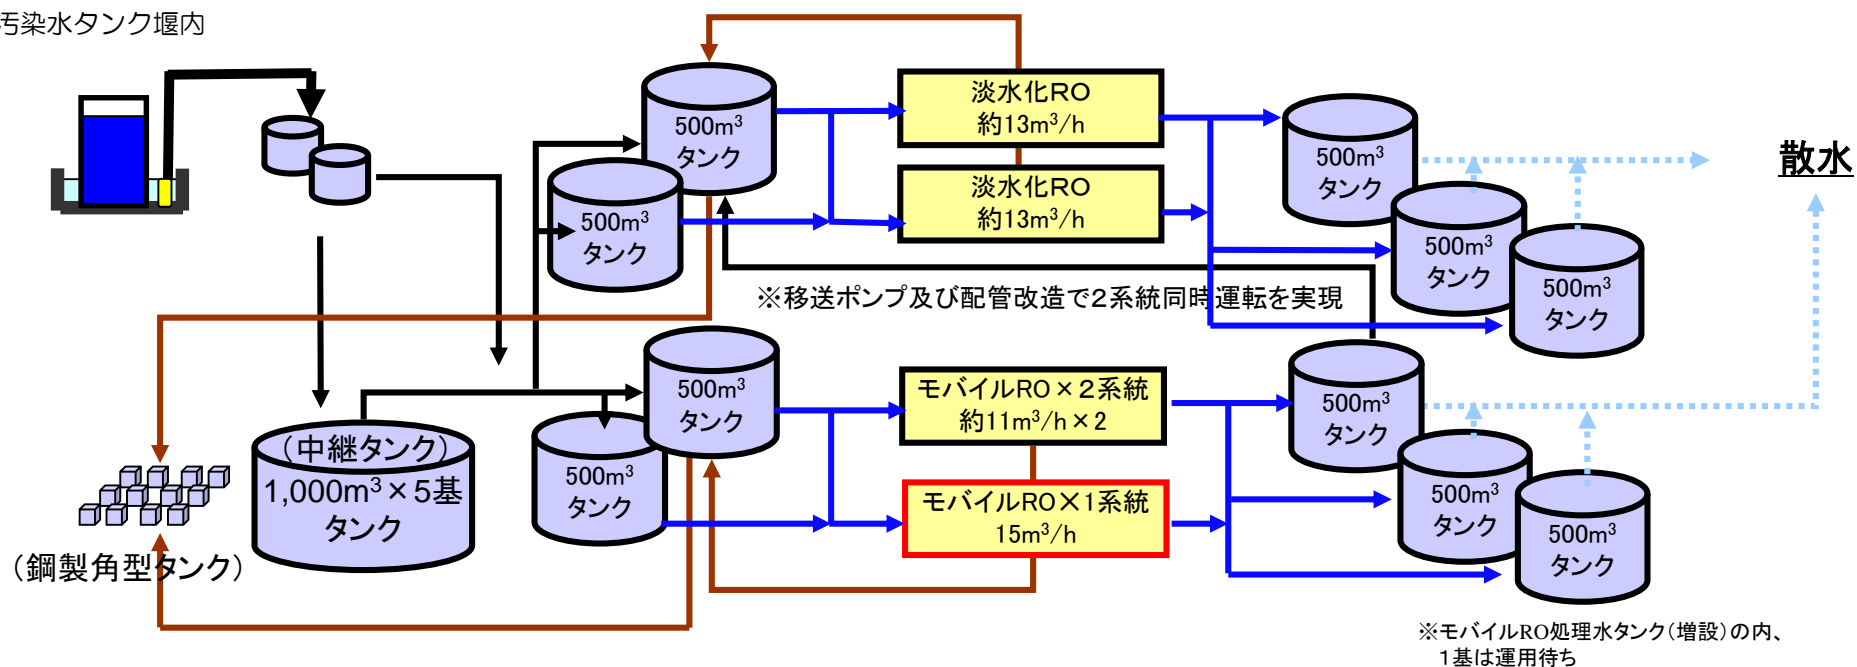 汚染水タンク堰内
500m³
タンク
500m³
タンク
淡水化RO
約13m³/h
淡水化RO
約13m³/h
500m³
タンク
500m³
タンク
500m³
タンク
散水
※移送ポンプ及び配管改造で2系統同時運転を実現
(中継タンク)
1,000m³×5基
タンク
(鋼製角型タンク)
500m³
タンク
500m³
タンク
モバイルRO×2系統
約11m³/h×2
モバイルRO×1系統
15m³/h
500m³
タンク
500m³
タンク
500m³
タンク
※モバイルRO処理水タンク(増設)の内、
1基は運用待ち